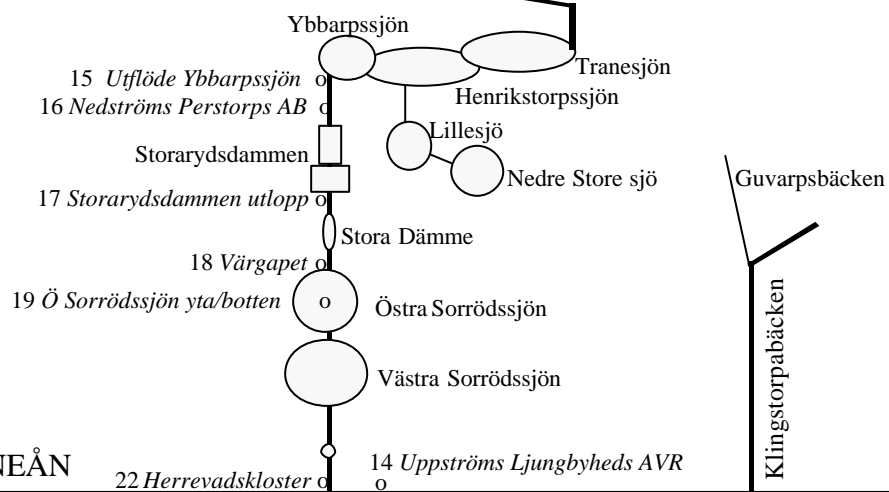 Ybbarpssjön
Tranesjön
15 Utflöde Ybbarpssjön o
Henrikstorpssjön
16 Nedströms Perstorps AB o
Lillesjö
Storarydsdammen
Nedre Store sjö
Guvarpsbäcken
17 Storarydsdammen utlopp o
Stora Dämme
18 Värgapet o
19 Ö Sorrödssjön yta/botten o
Östra Sorrödssjön
Västra Sorrödssjön
Klingstorpabäcken
NEÅN
14 Uppströms Ljungbyheds AVR
22 Herrevadskloster o
o